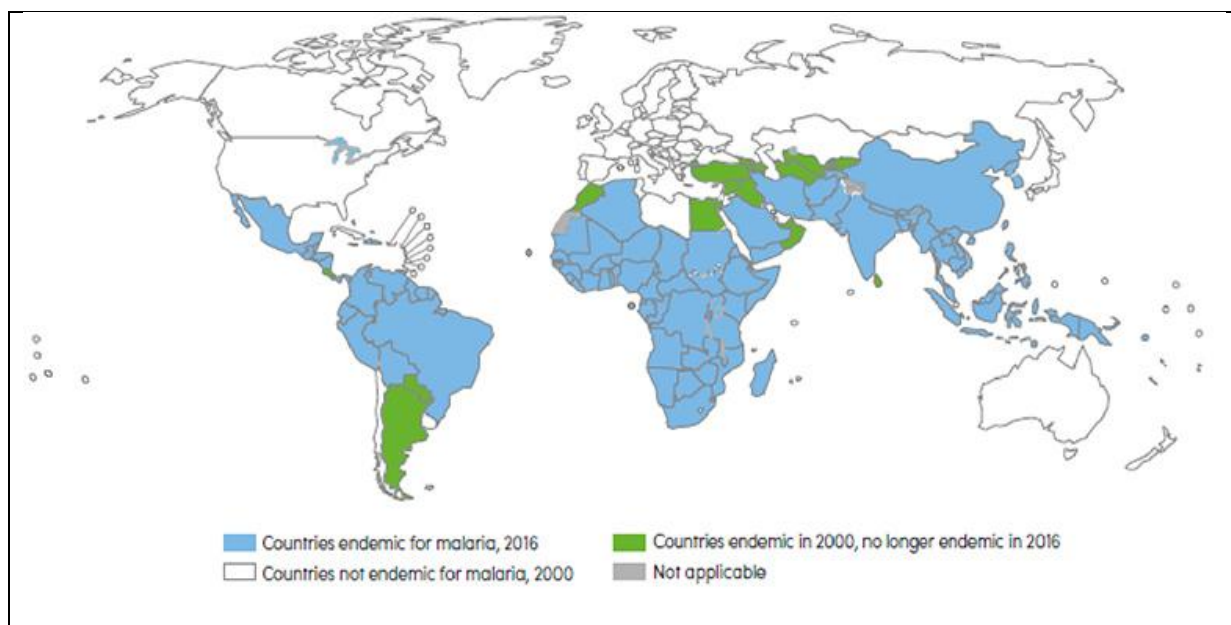 Countries endemic for malaria, 2016
Countries endemic in 2000, no longer endemic in 2016
Countries not endemic for malaria, 2000
Not applicable